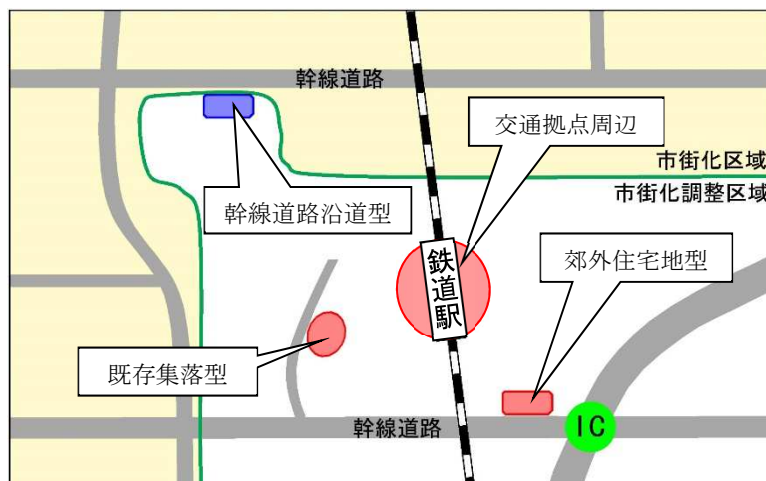 幹線道路
交通拠点周辺
市街化区域
市街化調整区域
幹線道路沿道型
鉄道駅
郊外住宅地型
既存集落型
幹線道路
IC